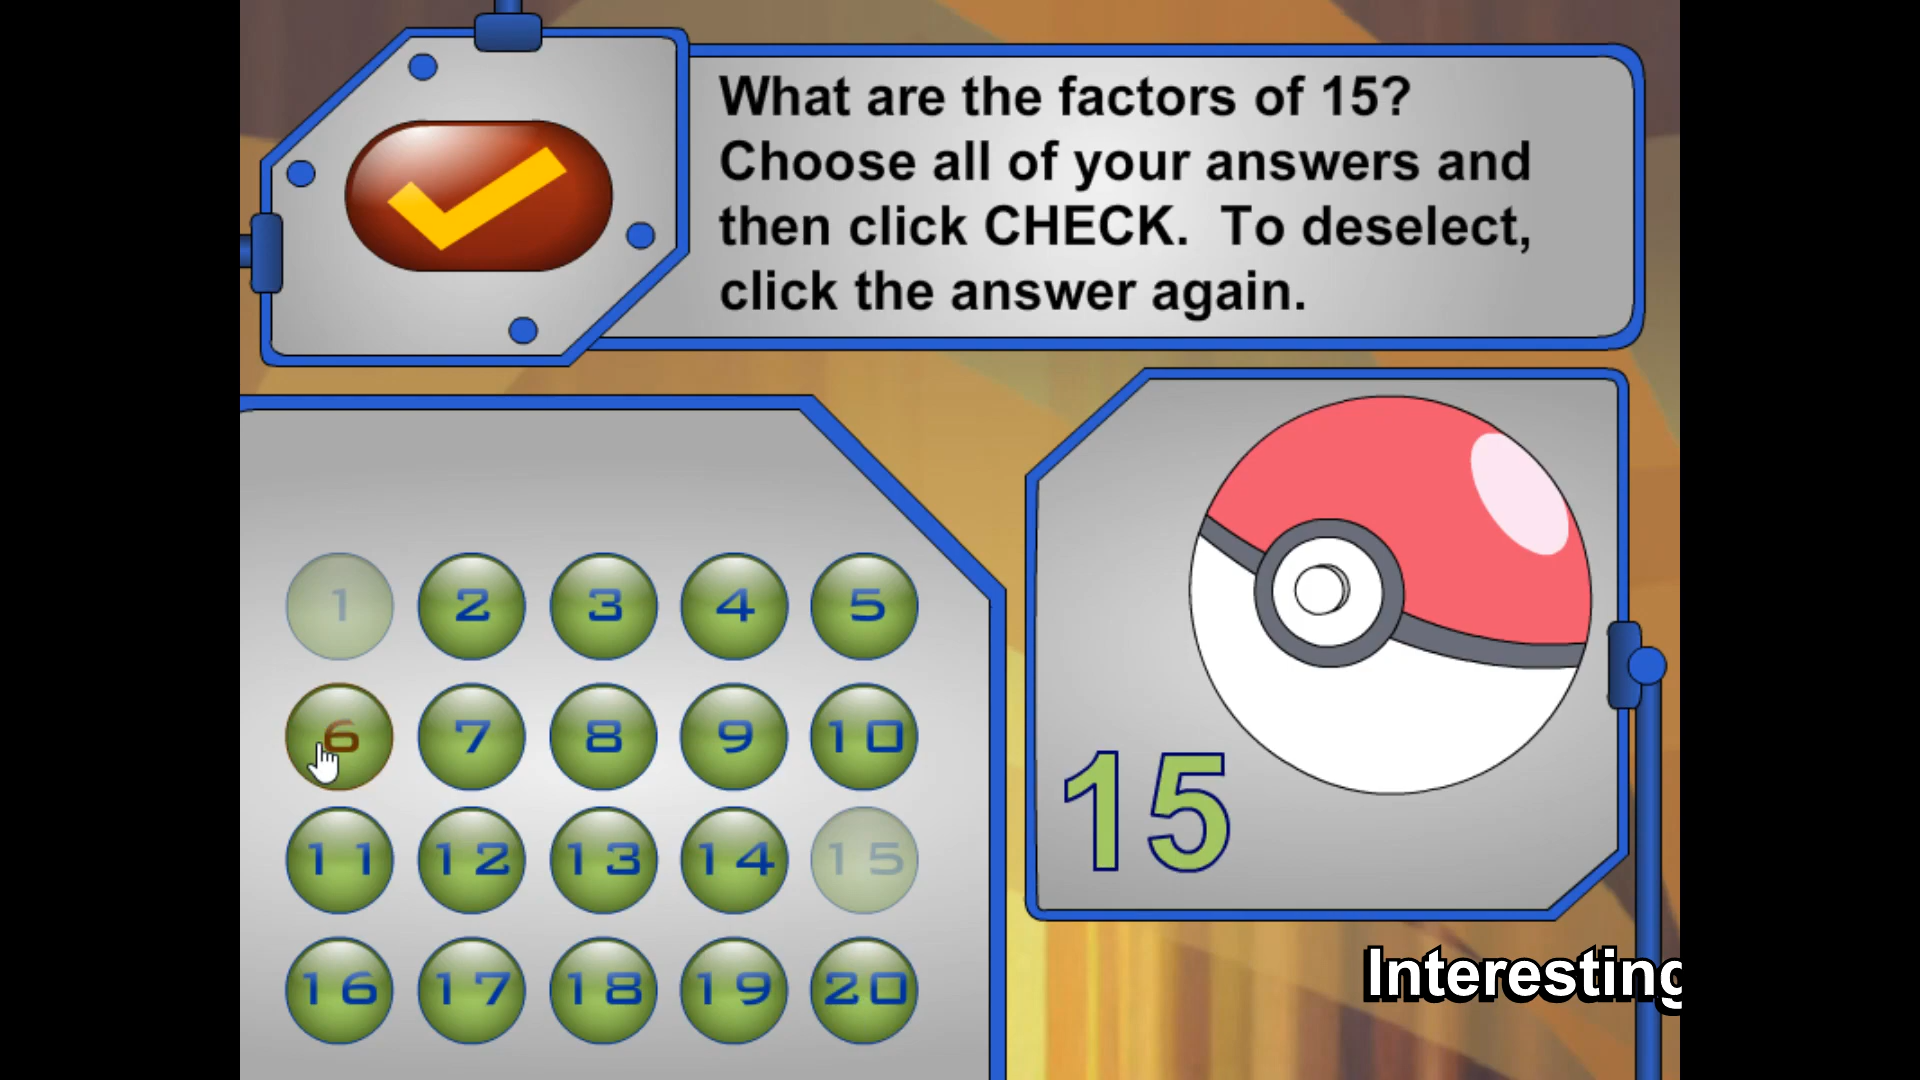 What are the factors of 15?
Choose all of your answers and
then click CHECK. To deselect,
click the answer again.
1 2 3 4 5
6 7 8 9 10
11 12 13 14 15
16 17 18 19 20
15
Interesting